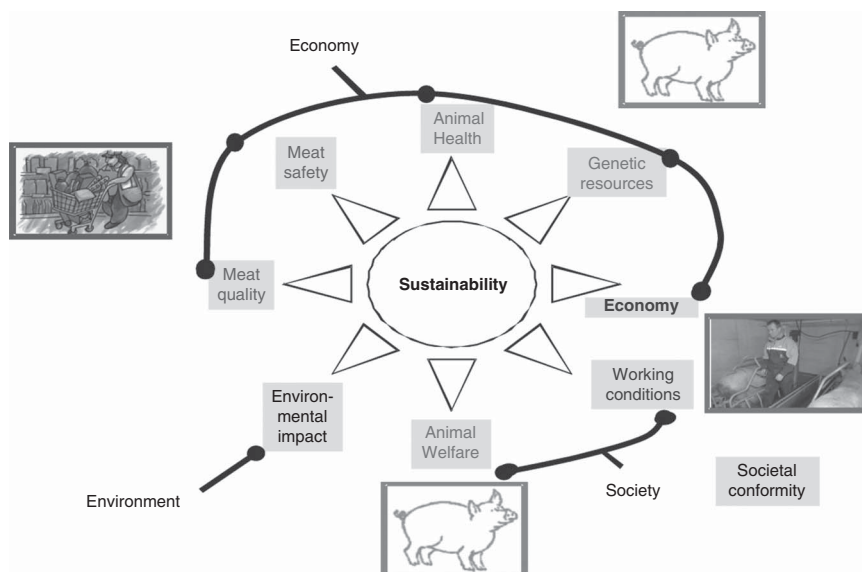 Economy
Animal
Health
Meat
safety
Genetic
resources
Sustainability
Meat
quality
Economy
Environ-
mental
impact
Working
conditions
Animal
Welfare
Environment
Society
Societal
conformity